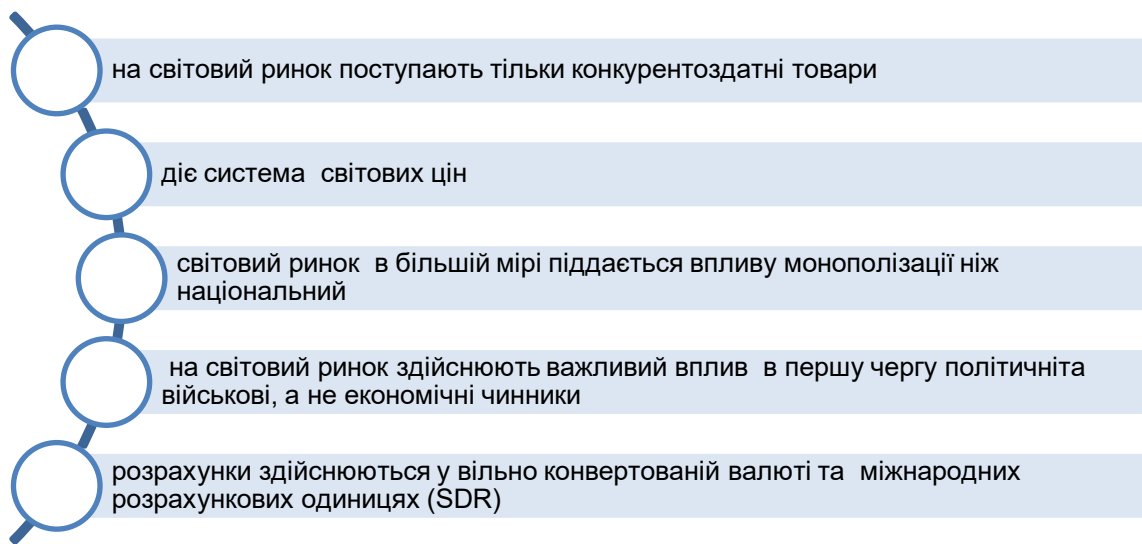 на світовий ринок поступають тільки конкурентоздатні товари
діє система світових цін
світовий ринок в більшій мірі піддається впливу монополізації ніж
національний
на світовий ринок здійснюють важливий вплив в першу чергу політичніта
військові, а не економічні чинники
розрахунки здійснюються у вільно конвертованій валюті та міжнародних
розрахункових одиницях (SDR)